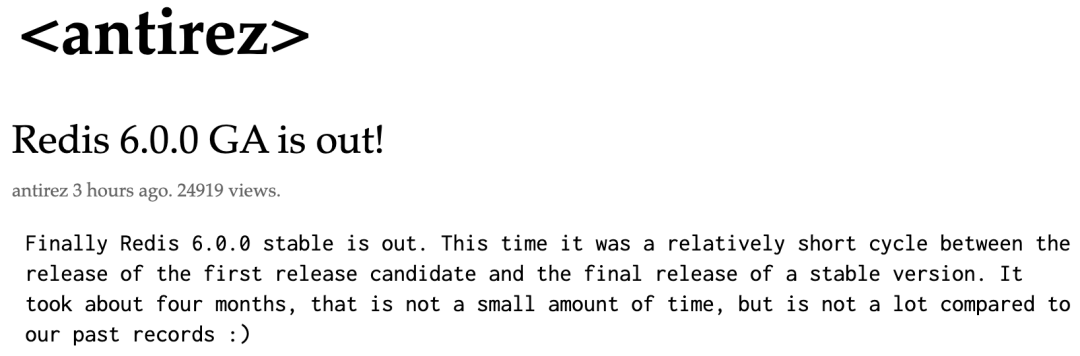 <antirez>
Redis 6.0.0 GA is out!
antirez 3 hours ago. 24919 views.
Finally Redis 6.0.0 stable is out. This time it was a relatively short cycle between the
release of the first release candidate and the final release of a stable version. It
took about four months, that is not a small amount of time, but is not a lot compared to
our past records :)